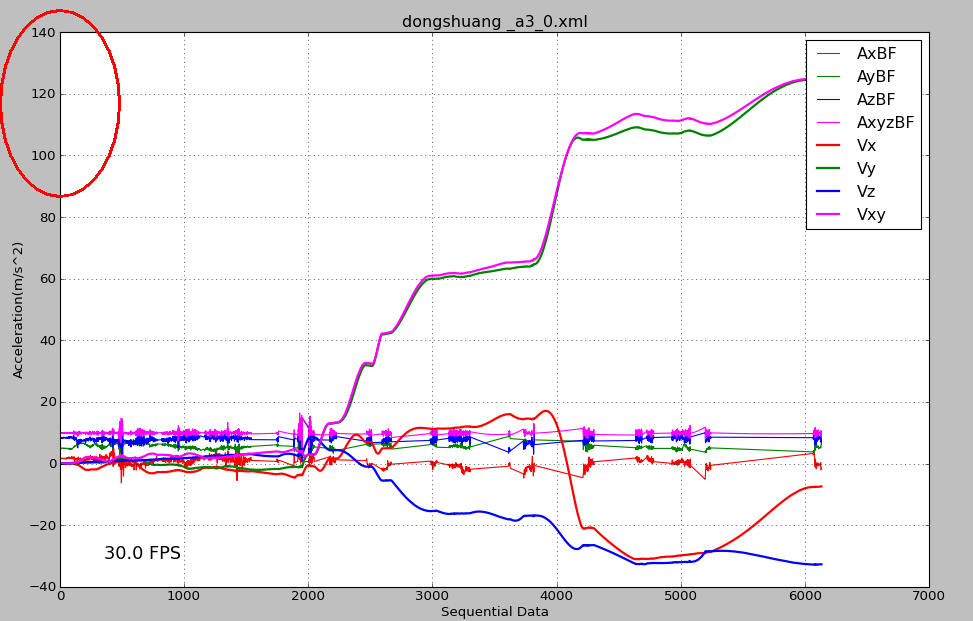 dongshuang _a3_0.xml
140
120
100
80
60
40
20
0
−20
−40
Acceleration(m/s^2)
AxBF
AyBF
AzBF
AxyzBF
Vx
Vy
Vz
Vxy
30.0 FPS
0 1000 2000 3000 4000 5000 6000 7000
Sequential Data